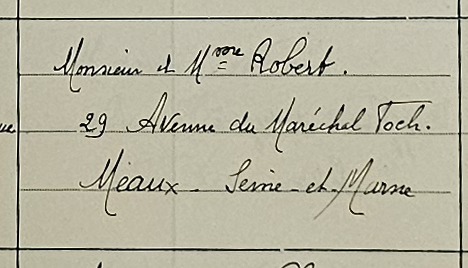 Monsieur et Mme Robert.
29 Avenue du Maréchal Foch.
Meaux - Seine-et-Marne